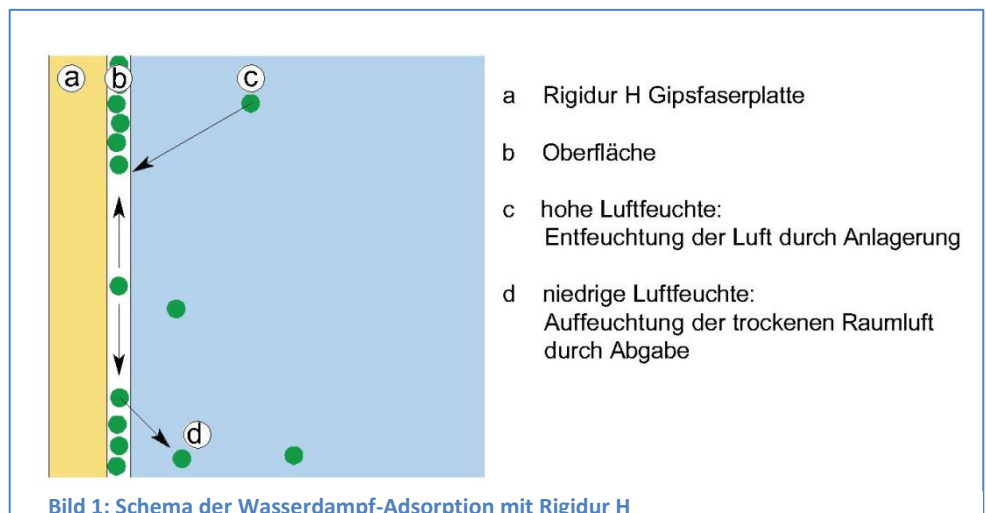 a b c
a Rigidur H Gipsfaserplatte
b Oberfläche
c hohe Luftfeuchte:
Entfeuchtung der Luft durch Anlagerung
d niedrige Luftfeuchte:
Auffeuchtung der trockenen Raumluft
durch Abgabe
d
Bild 1: Schema der Wasserdampf-Adsorption mit Rigidur H